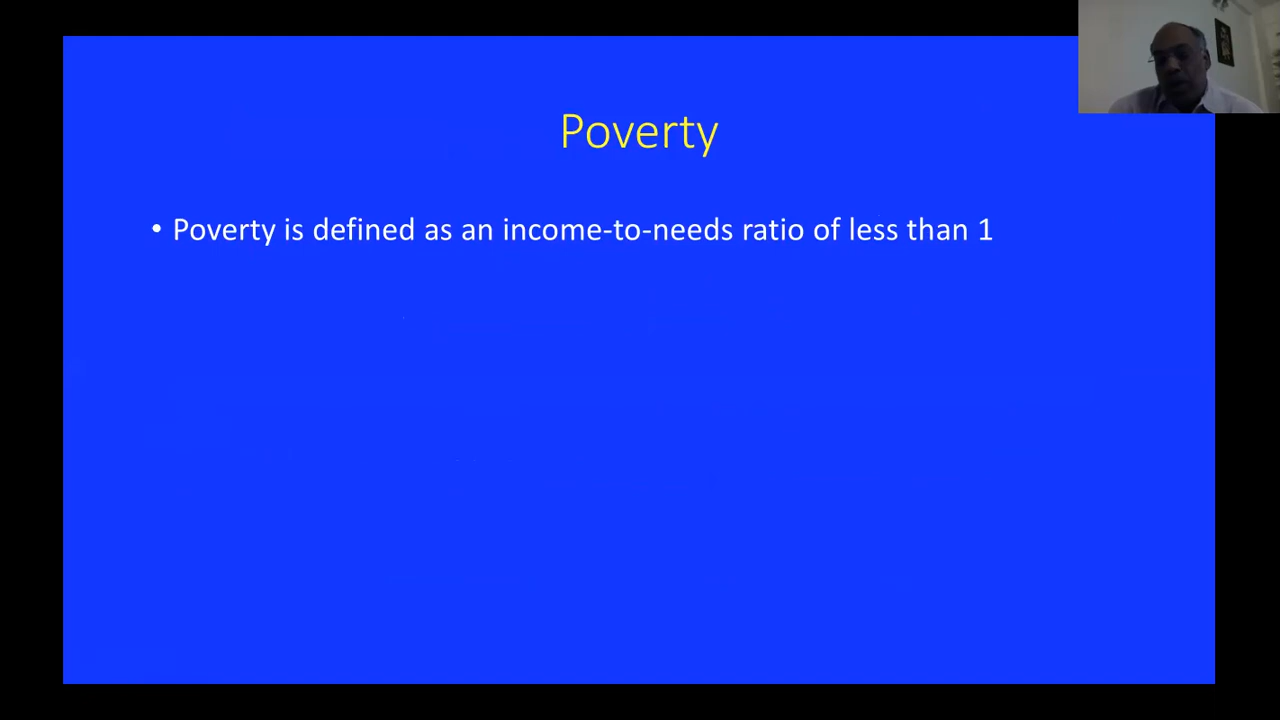 Poverty
• Poverty is defined as an income-to-needs ratio of less than 1